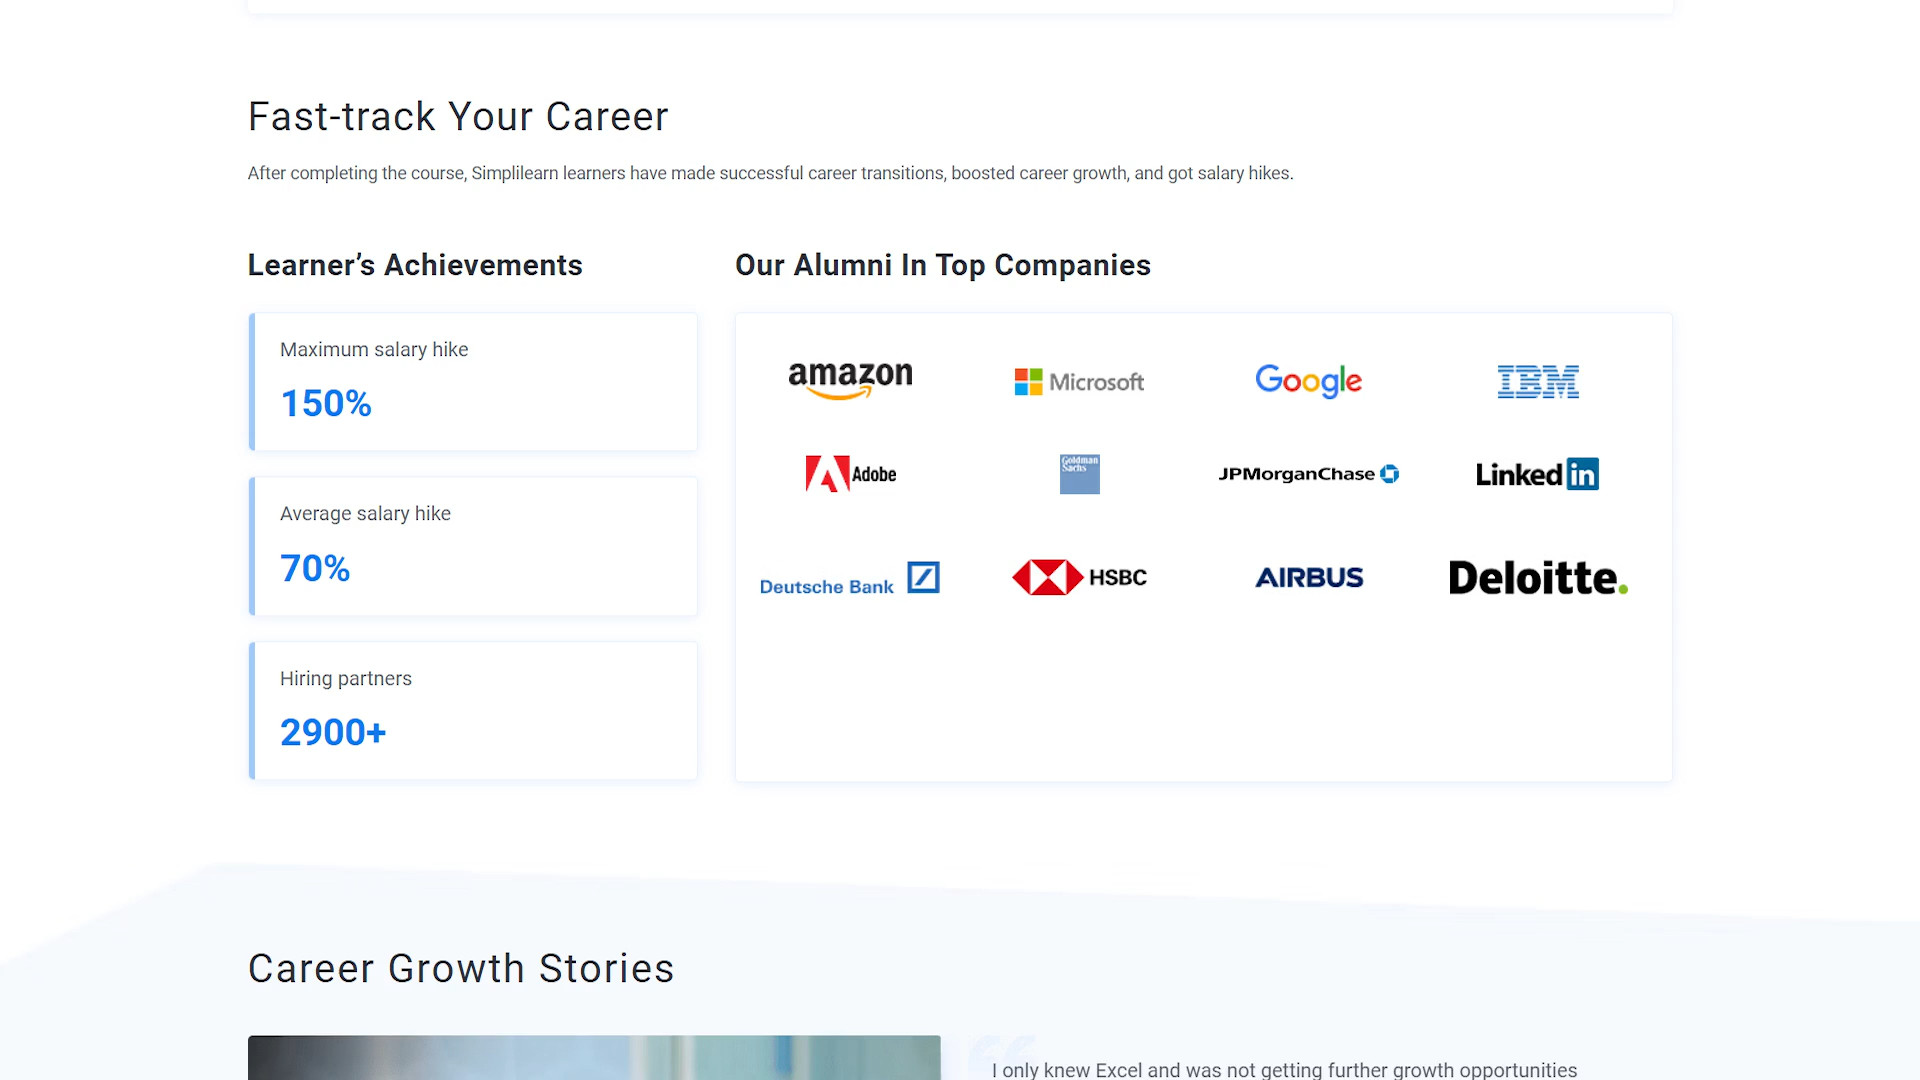 Fast-track Your Career
After completing the course, Simplilearn learners have made successful career transitions, boosted career growth, and got salary hikes.
Learner’s Achievements
Maximum salary hike
150%
Average salary hike
70%
Hiring partners
2900+
Our Alumni In Top Companies
amazon Microsoft Google IBM
Adobe Goldman Sachs JPMorganChase Linked in
Deutsche Bank HSBC AIRBUS Deloitte.
Career Growth Stories
“
I only knew Excel and was not getting further growth opportunities